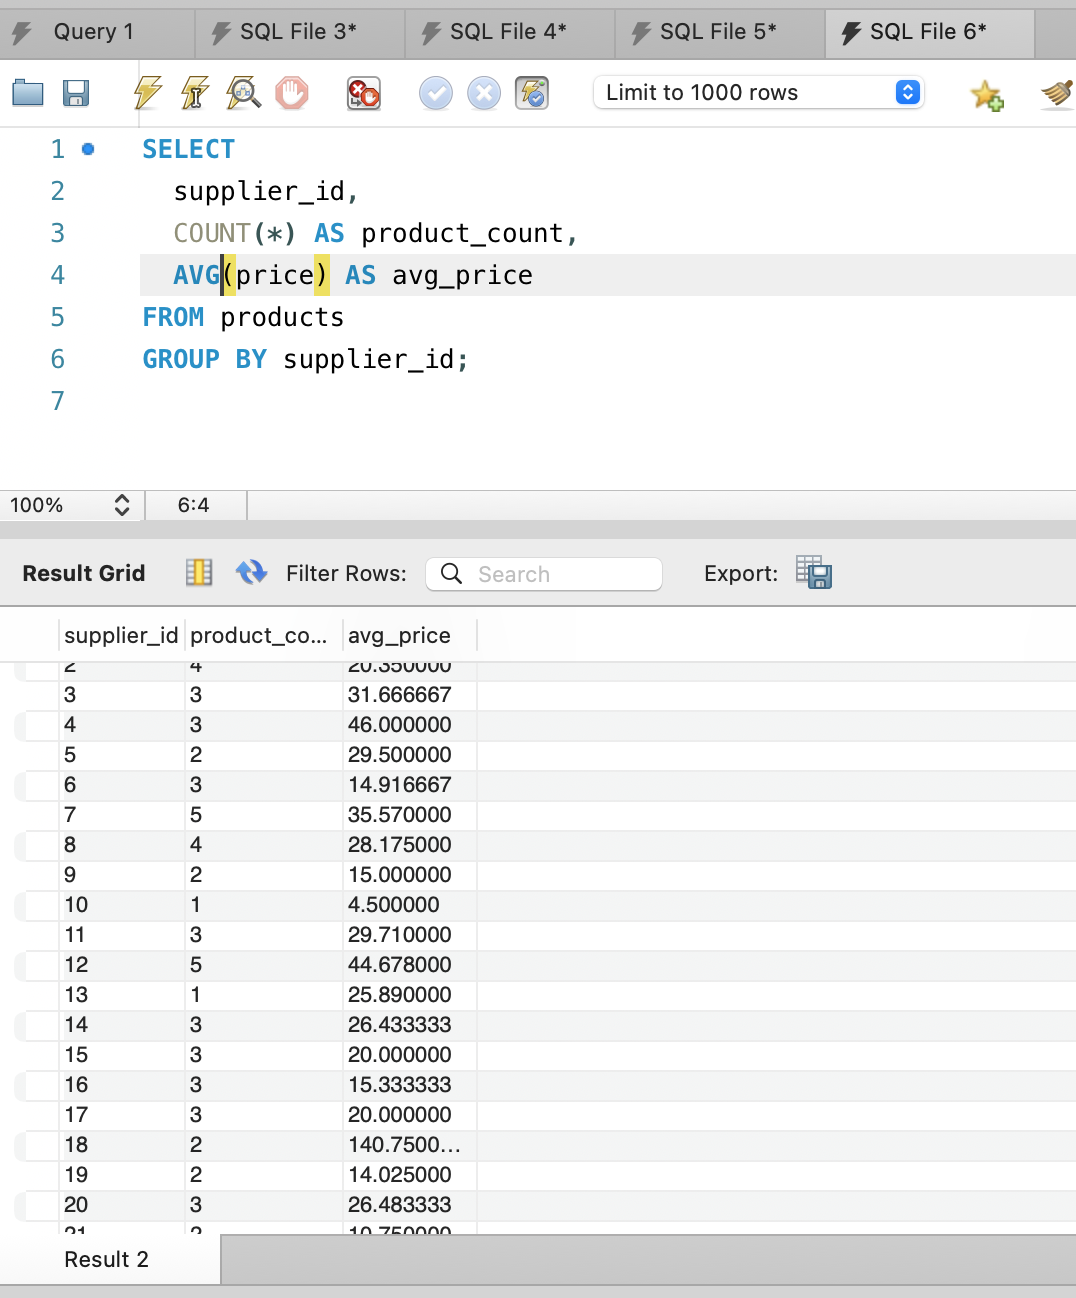 Query 1 SQL File 3* SQL File 4* SQL File 5* SQL File 6*
Limit to 1000 rows
1 SELECT
2 supplier_id,
3 COUNT(*) AS product_count,
4 AVG(price) AS avg_price
5 FROM products
6 GROUP BY supplier_id;
7
100% 6:4
Result Grid Filter Rows: Search Export:
supplier_id product_co... avg_price
2 4 20.350000
3 3 31.666667
4 3 46.000000
5 2 29.500000
6 3 14.916667
7 5 35.570000
8 4 28.175000
9 2 15.000000
10 1 4.500000
11 3 29.710000
12 5 44.678000
13 1 25.890000
14 3 26.433333
15 3 20.000000
16 3 15.333333
17 3 20.000000
18 2 140.7500...
19 2 14.025000
20 3 26.483333
21 10.750000
Result 2